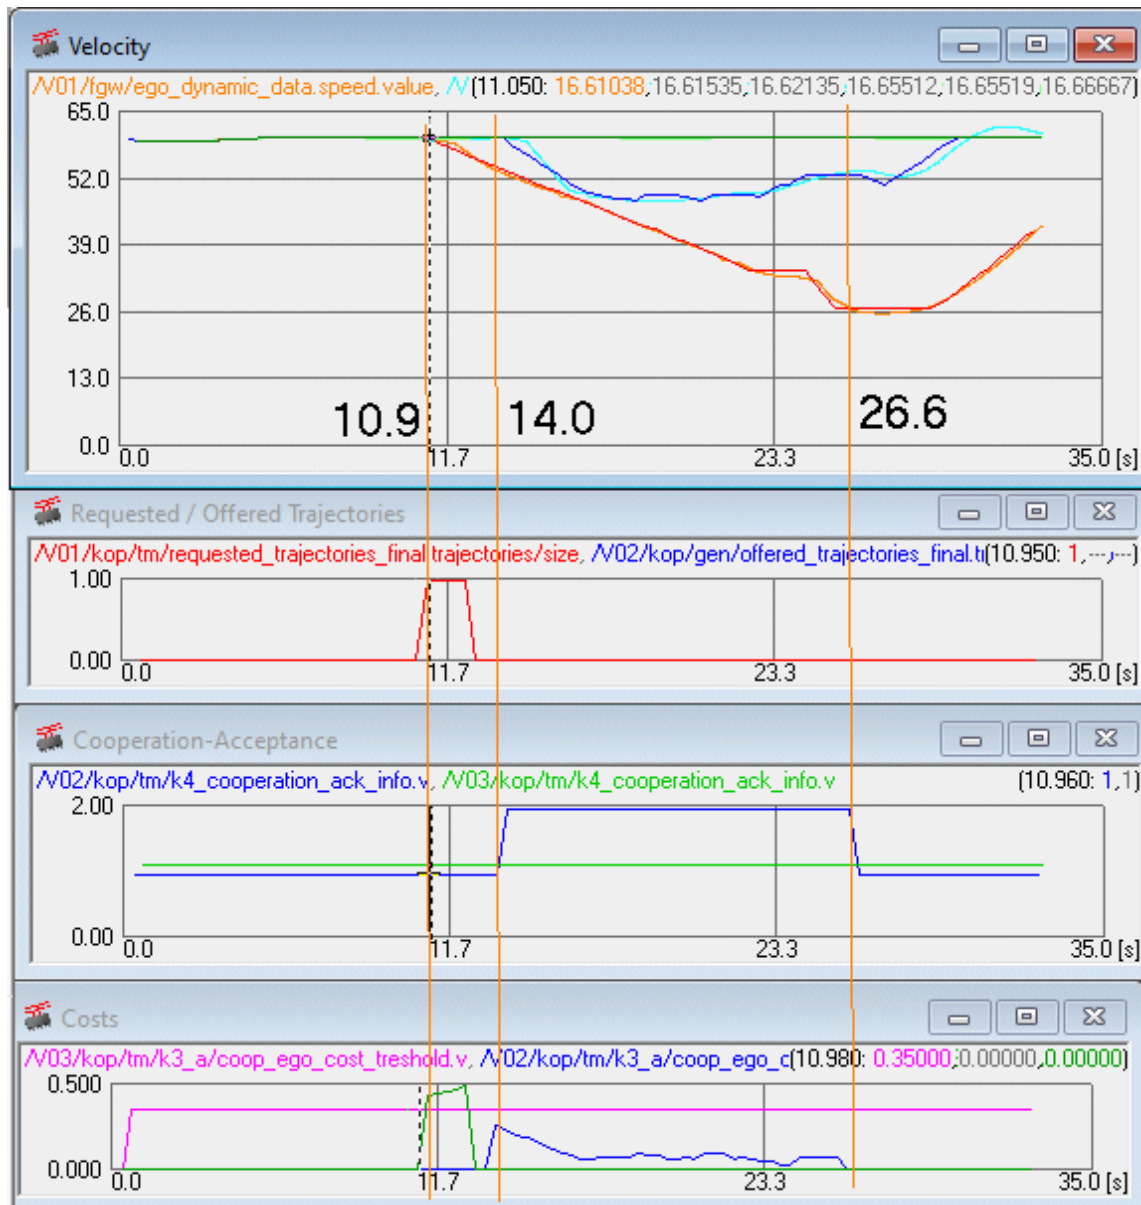 Velocity
/V01/fgw/ego_dynamic_data.speed.value, /V(11.050: 16.61038,16.61535,16.62135,16.65512,16.65519,16.66667)
65.0
52.0
39.0
26.0
13.0
0.0
10.9 14.0 26.6
0.0 11.7 23.3 35.0 [s]
Requested / Offered Trajectories
/V01/kop/tm/requested_trajectories_final.trajectories/size, /V02/kop/gen/offered_trajectories_final.tr(10.950: 1,---,---)
1.00
0.00
0.0 11.7 23.3 35.0 [s]
Cooperation-Acceptance
/V02/kop/tm/k4_cooperation_ack_info.v, /V03/kop/tm/k4_cooperation_ack_info.v (10.960: 1,1)
2.00
0.00
0.0 11.7 23.3 35.0 [s]
Costs
/V03/kop/tm/k3_a/coop_ego_cost_treshold.v, /V02/kop/tm/k3_a/coop_ego_c(10.980: 0.35000,0.00000,0.00000)
0.500
0.000
0.0 11.7 23.3 35.0 [s]